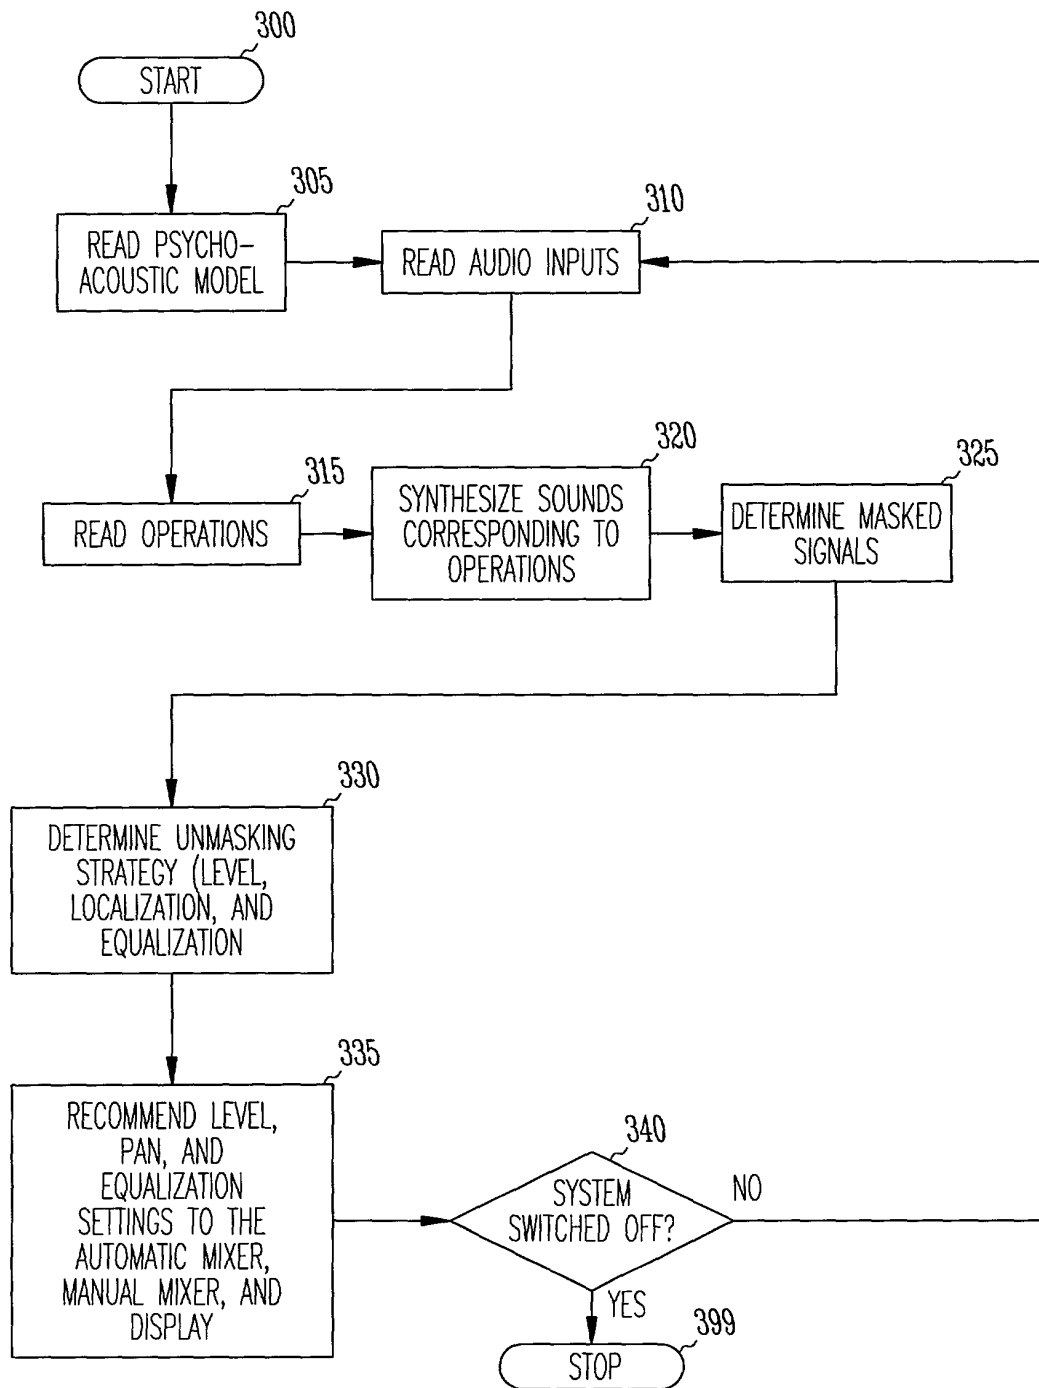 300
START
305
READ PSYCHO-
ACOUSTIC MODEL
310
READ AUDIO INPUTS
315
READ OPERATIONS
320
SYNTHESIZE SOUNDS
CORRESPONDING TO
OPERATIONS
325
DETERMINE MASKED
SIGNALS
330
DETERMINE UNMASKING
STRATEGY (LEVEL,
LOCALIZATION, AND
EQUALIZATION
335
RECOMMEND LEVEL,
PAN, AND
EQUALIZATION
SETTINGS TO THE
AUTOMATIC MIXER,
MANUAL MIXER, AND
DISPLAY
340
SYSTEM
SWITCHED OFF?
NO
YES
399
STOP